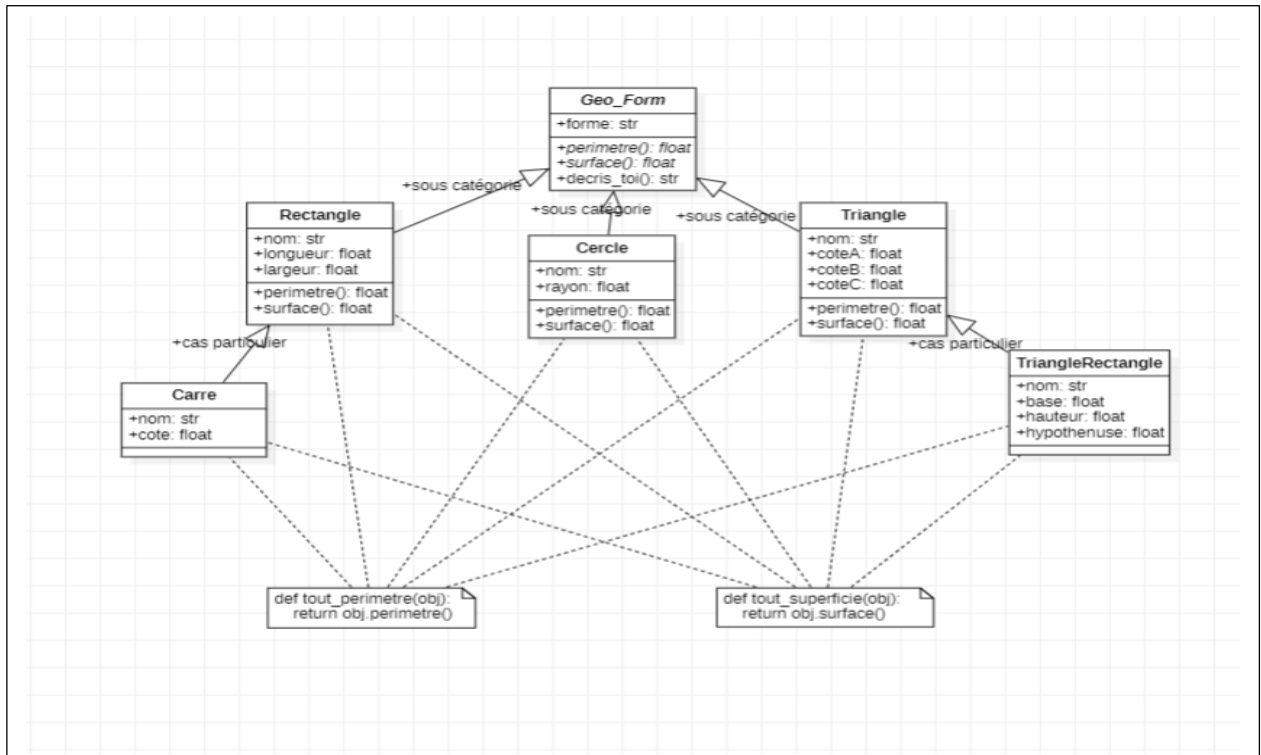 Geo_Form
+forme: str
+perimetre(): float
+surface(): float
+decris_toi(): str
+sous catégorie
+sous catégorie
+sous catégorie
Rectangle
+nom: str
+longueur: float
+largeur: float
+perimetre(): float
+surface(): float
Cercle
+nom: str
+rayon: float
+perimetre(): float
+surface(): float
Triangle
+nom: str
+coteA: float
+coteB: float
+coteC: float
+perimetre(): float
+surface(): float
+cas particulier
+cas particulier
Carre
+nom: str
+cote: float
TriangleRectangle
+nom: str
+base: float
+hauteur: float
+hypothenuse: float
def tout_perimetre(obj):
return obj.perimetre()
def tout_superficie(obj):
return obj.surface()